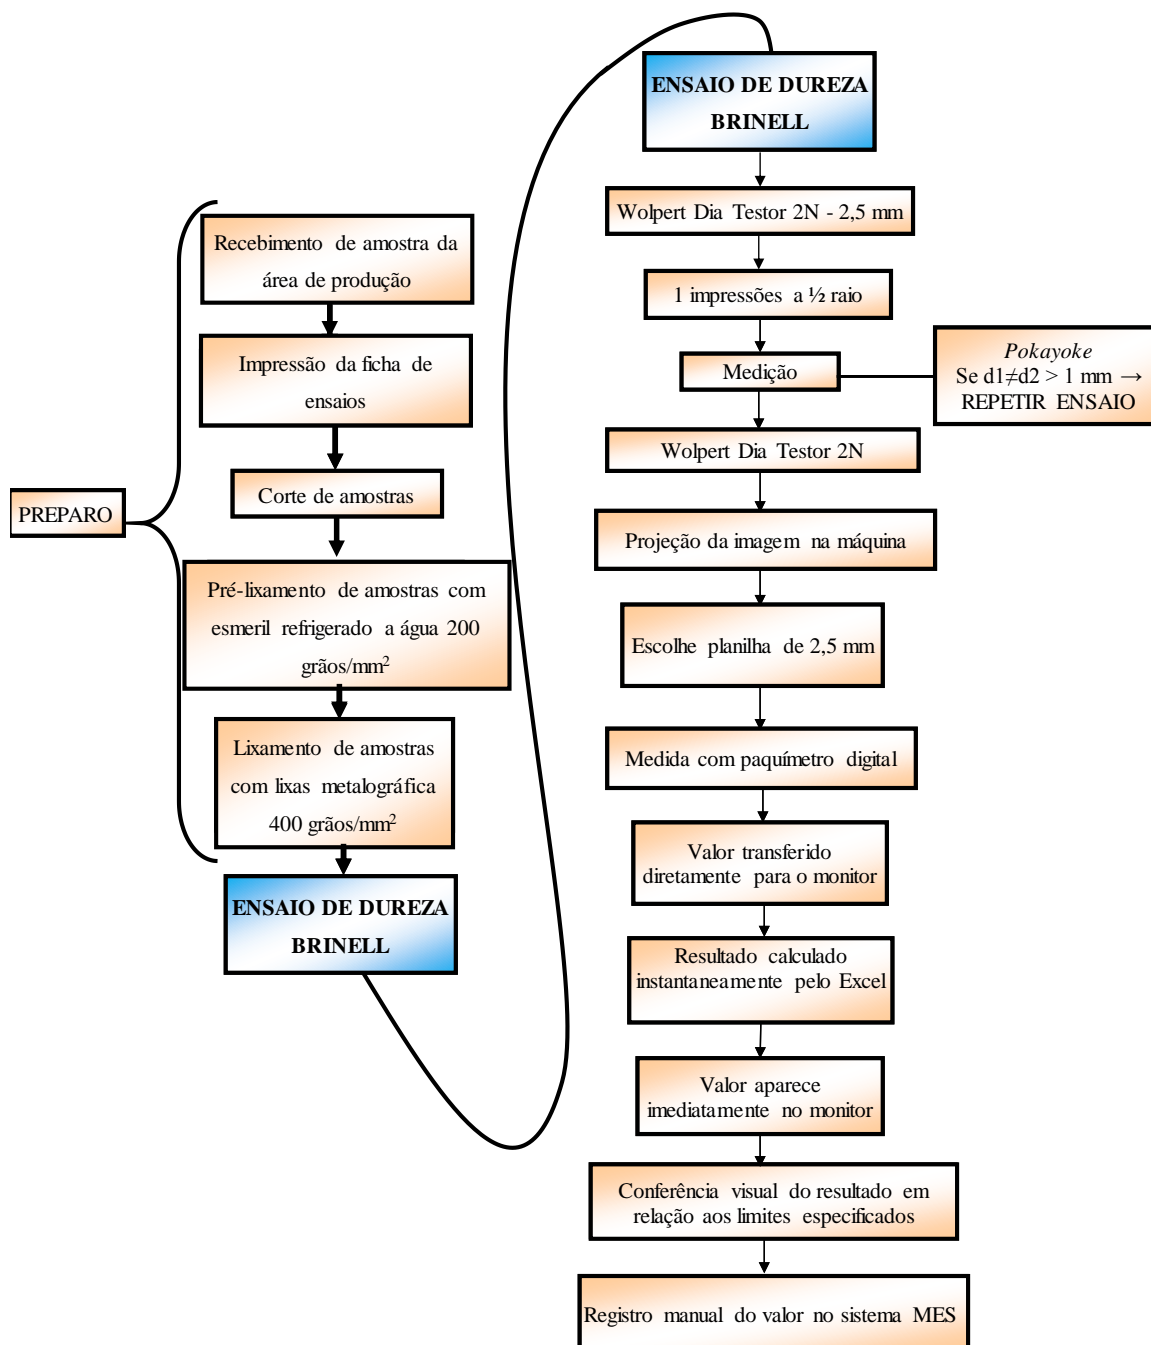 PREPARO
Recebimento de amostra da
área de produção
Impressão da ficha de
ensaios
Corte de amostras
Pré-lixamento de amostras com
esmeril refrigerado a água 200
grãos/mm²
Lixamento de amostras
com lixas metalográfica
400 grãos/mm²
ENSAIO DE DUREZA
BRINELL
ENSAIO DE DUREZA
BRINELL
Wolpert Dia Testor 2N - 2,5 mm
1 impressões a ½ raio
Medição
Pokayoke
Se d1≠d2 > 1 mm →
REPETIR ENSAIO
Wolpert Dia Testor 2N
Projeção da imagem na máquina
Escolhe planilha de 2,5 mm
Medida com paquímetro digital
Valor transferido
diretamente para o monitor
Resultado calculado
instantaneamente pelo Excel
Valor aparece
imediatamente no monitor
Conferência visual do resultado em
relação aos limites especificados
Registro manual do valor no sistema MES